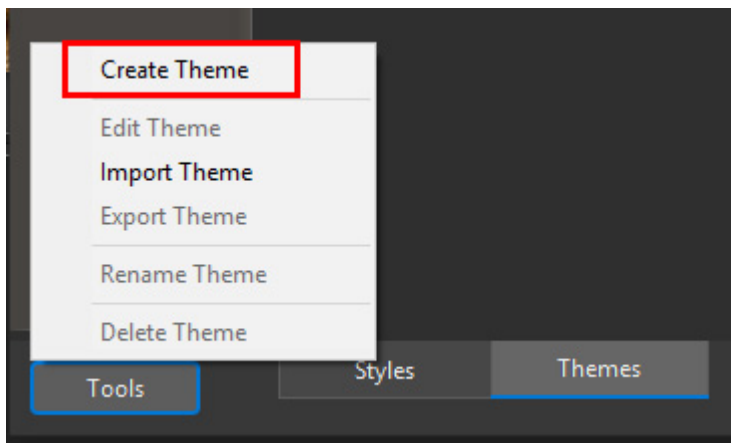 Create Theme
Edit Theme
Import Theme
Export Theme
Rename Theme
Delete Theme
Tools
Styles
Themes